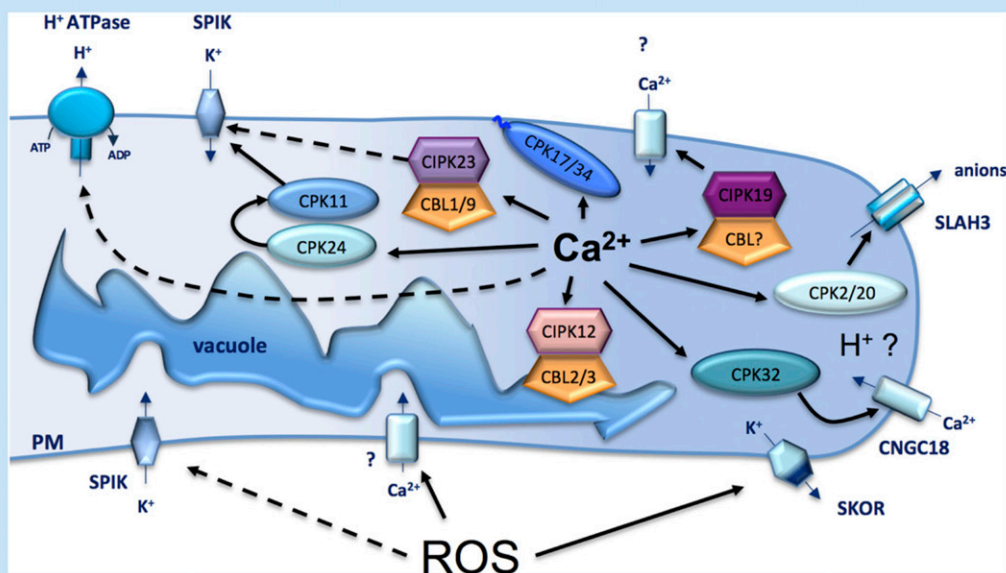 H⁺ ATPase
SPIK
H⁺
K⁺
?
Ca²⁺
ATP
ADP
CIPK23
CBL1/9
CPK17/34
CIPK19
CBL?
anions
SLAH3
CPK11
CPK24
Ca²⁺
CPK2/20
vacuole
CIPK12
CBL2/3
H⁺ ?
CPK32
PM
SPIK
K⁺
?
Ca²⁺
K⁺
Ca²⁺
CNGC18
SKOR
ROS